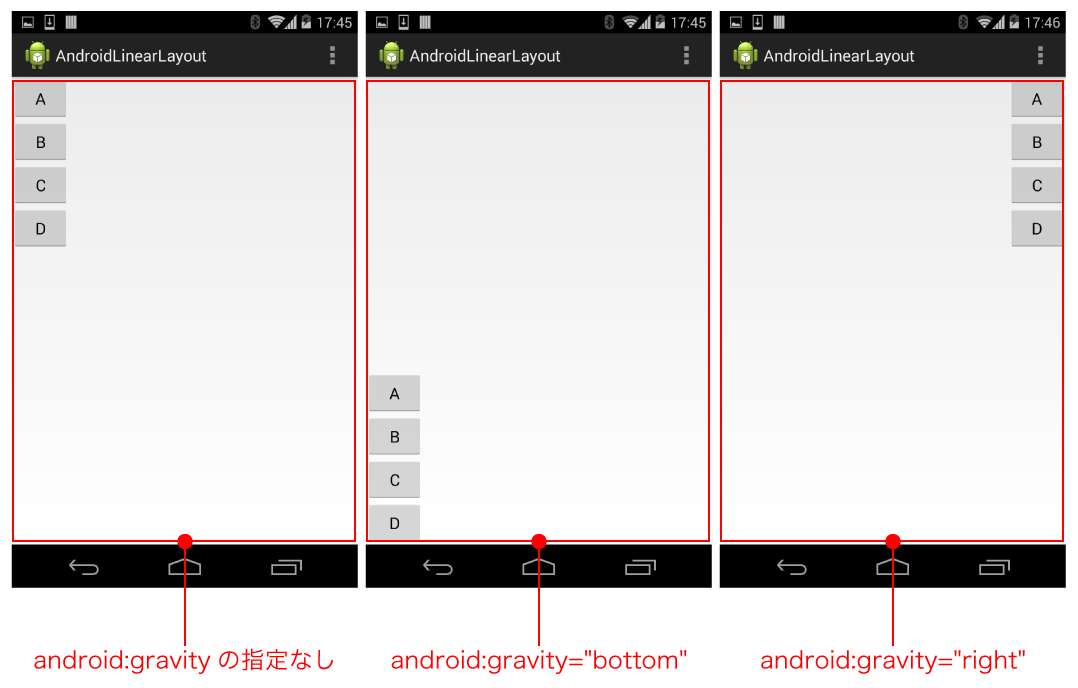 17:45
AndroidLinearLayout
A
B
C
D
android:gravity の指定なし
17:45
AndroidLinearLayout
A
B
C
D
android:gravity="bottom"
17:46
AndroidLinearLayout
A
B
C
D
android:gravity="right"